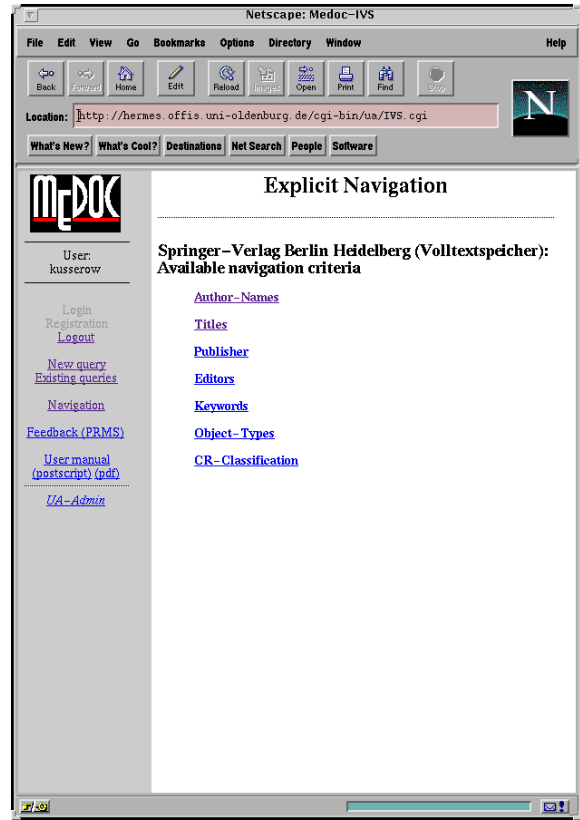 Netscape: Medoc-IVS
File Edit View Go Bookmarks Options Directory Window Help
Back Forward Home Edit Reload Images Open Print Find Stop
Location: http://hermes.offis.uni-oldenburg.de/cgi-bin/ua/IVS.cgi
N
What's New? What's Cool? Destinations Net Search People Software
MEDOC
User:
kusserow
Login
Registration
Logout
New query
Existing queries
Navigation
Feedback (PRMS)
User manual
(postscript) (pdf)
UA-Admin
Explicit Navigation
Springer-Verlag Berlin Heidelberg (Volltextspeicher):
Available navigation criteria
Author-Names
Titles
Publisher
Editors
Keywords
Object-Types
CR-Classification